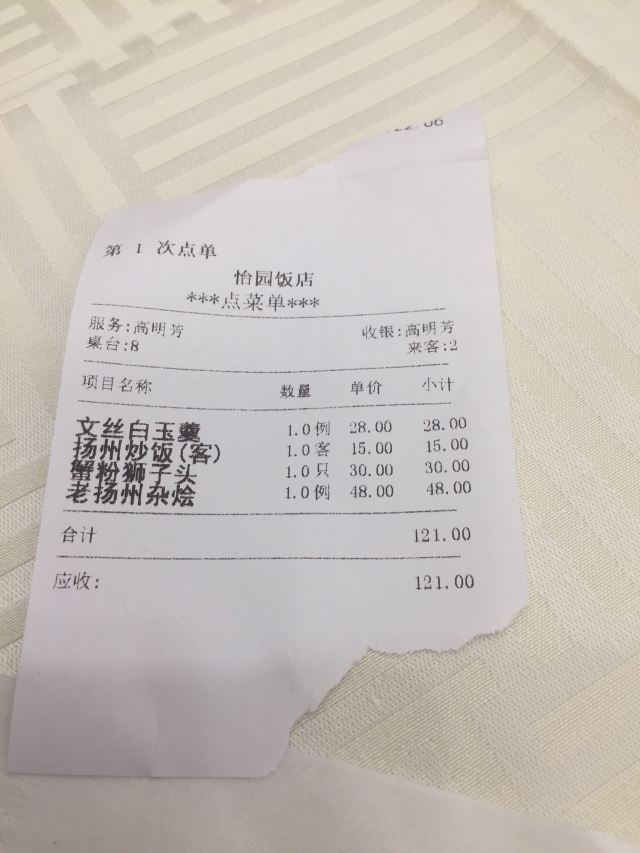 第 1 次点单
怡园饭店
***点菜单***
服务:高明芳 收银:高明芳
桌台:8 来客:2
项目名称 数量 单价 小计
文丝白玉羹 1.0例 28.00 28.00
扬州炒饭(客) 1.0客 15.00 15.00
蟹粉狮子头 1.0只 30.00 30.00
老扬州杂烩 1.0例 48.00 48.00
合计 121.00
应收: 121.00